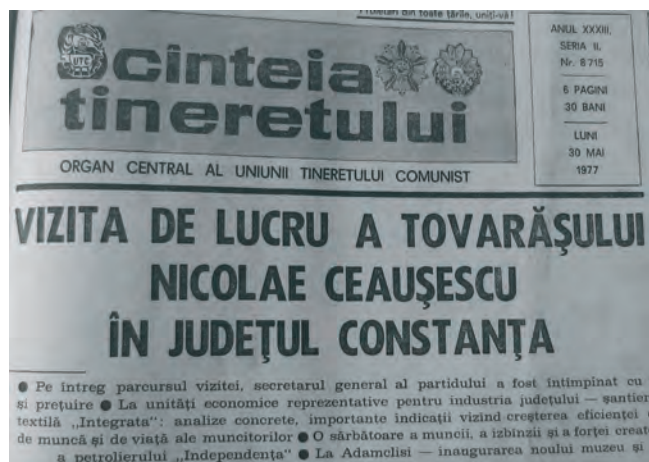 Proletari din toate țările, uniți-vă!
UTC
Scînteia
tineretului
ORGAN CENTRAL AL UNIUNII TINERETULUI COMUNIST
ANUL XXXIII,
SERIA II,
Nr. 8715
6 PAGINI
30 BANI
LUNI
30 MAI
1977
VIZITA DE LUCRU A TOVARĂȘULUI
NICOLAE CEAUȘESCU
ÎN JUDEȚUL CONSTANȚA
● Pe întreg parcursul vizitei, secretarul general al partidului a fost întîmpinat cu
și prețuire ● La unități economice reprezentative pentru industria județului — șantier
textilă „Integrata": analize concrete, importante indicații vizînd creșterea eficienței
de muncă și de viață ale muncitorilor ● O sărbătoare a muncii, a izbînzii și a forței creat
a petrolierului „Independența" ● La Adamclisi — inaugurarea noului muzeu și